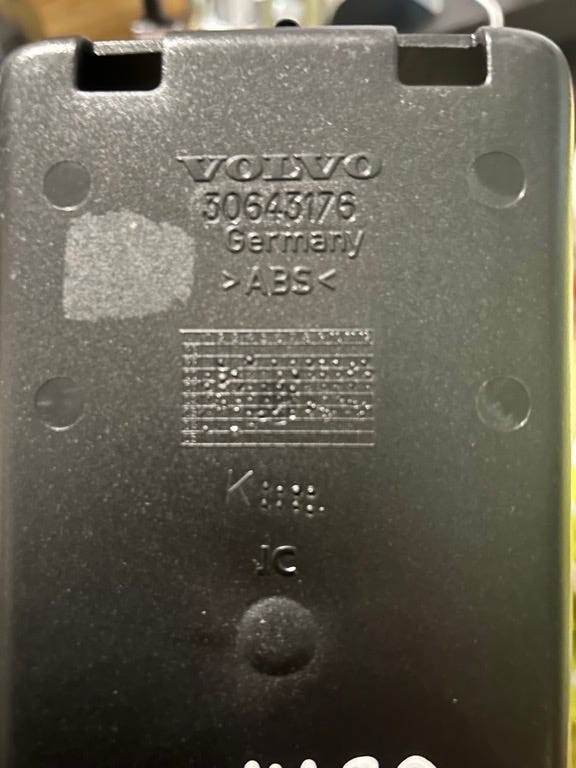 VOLVO
30643176
Germany
>ABS<
K
JC